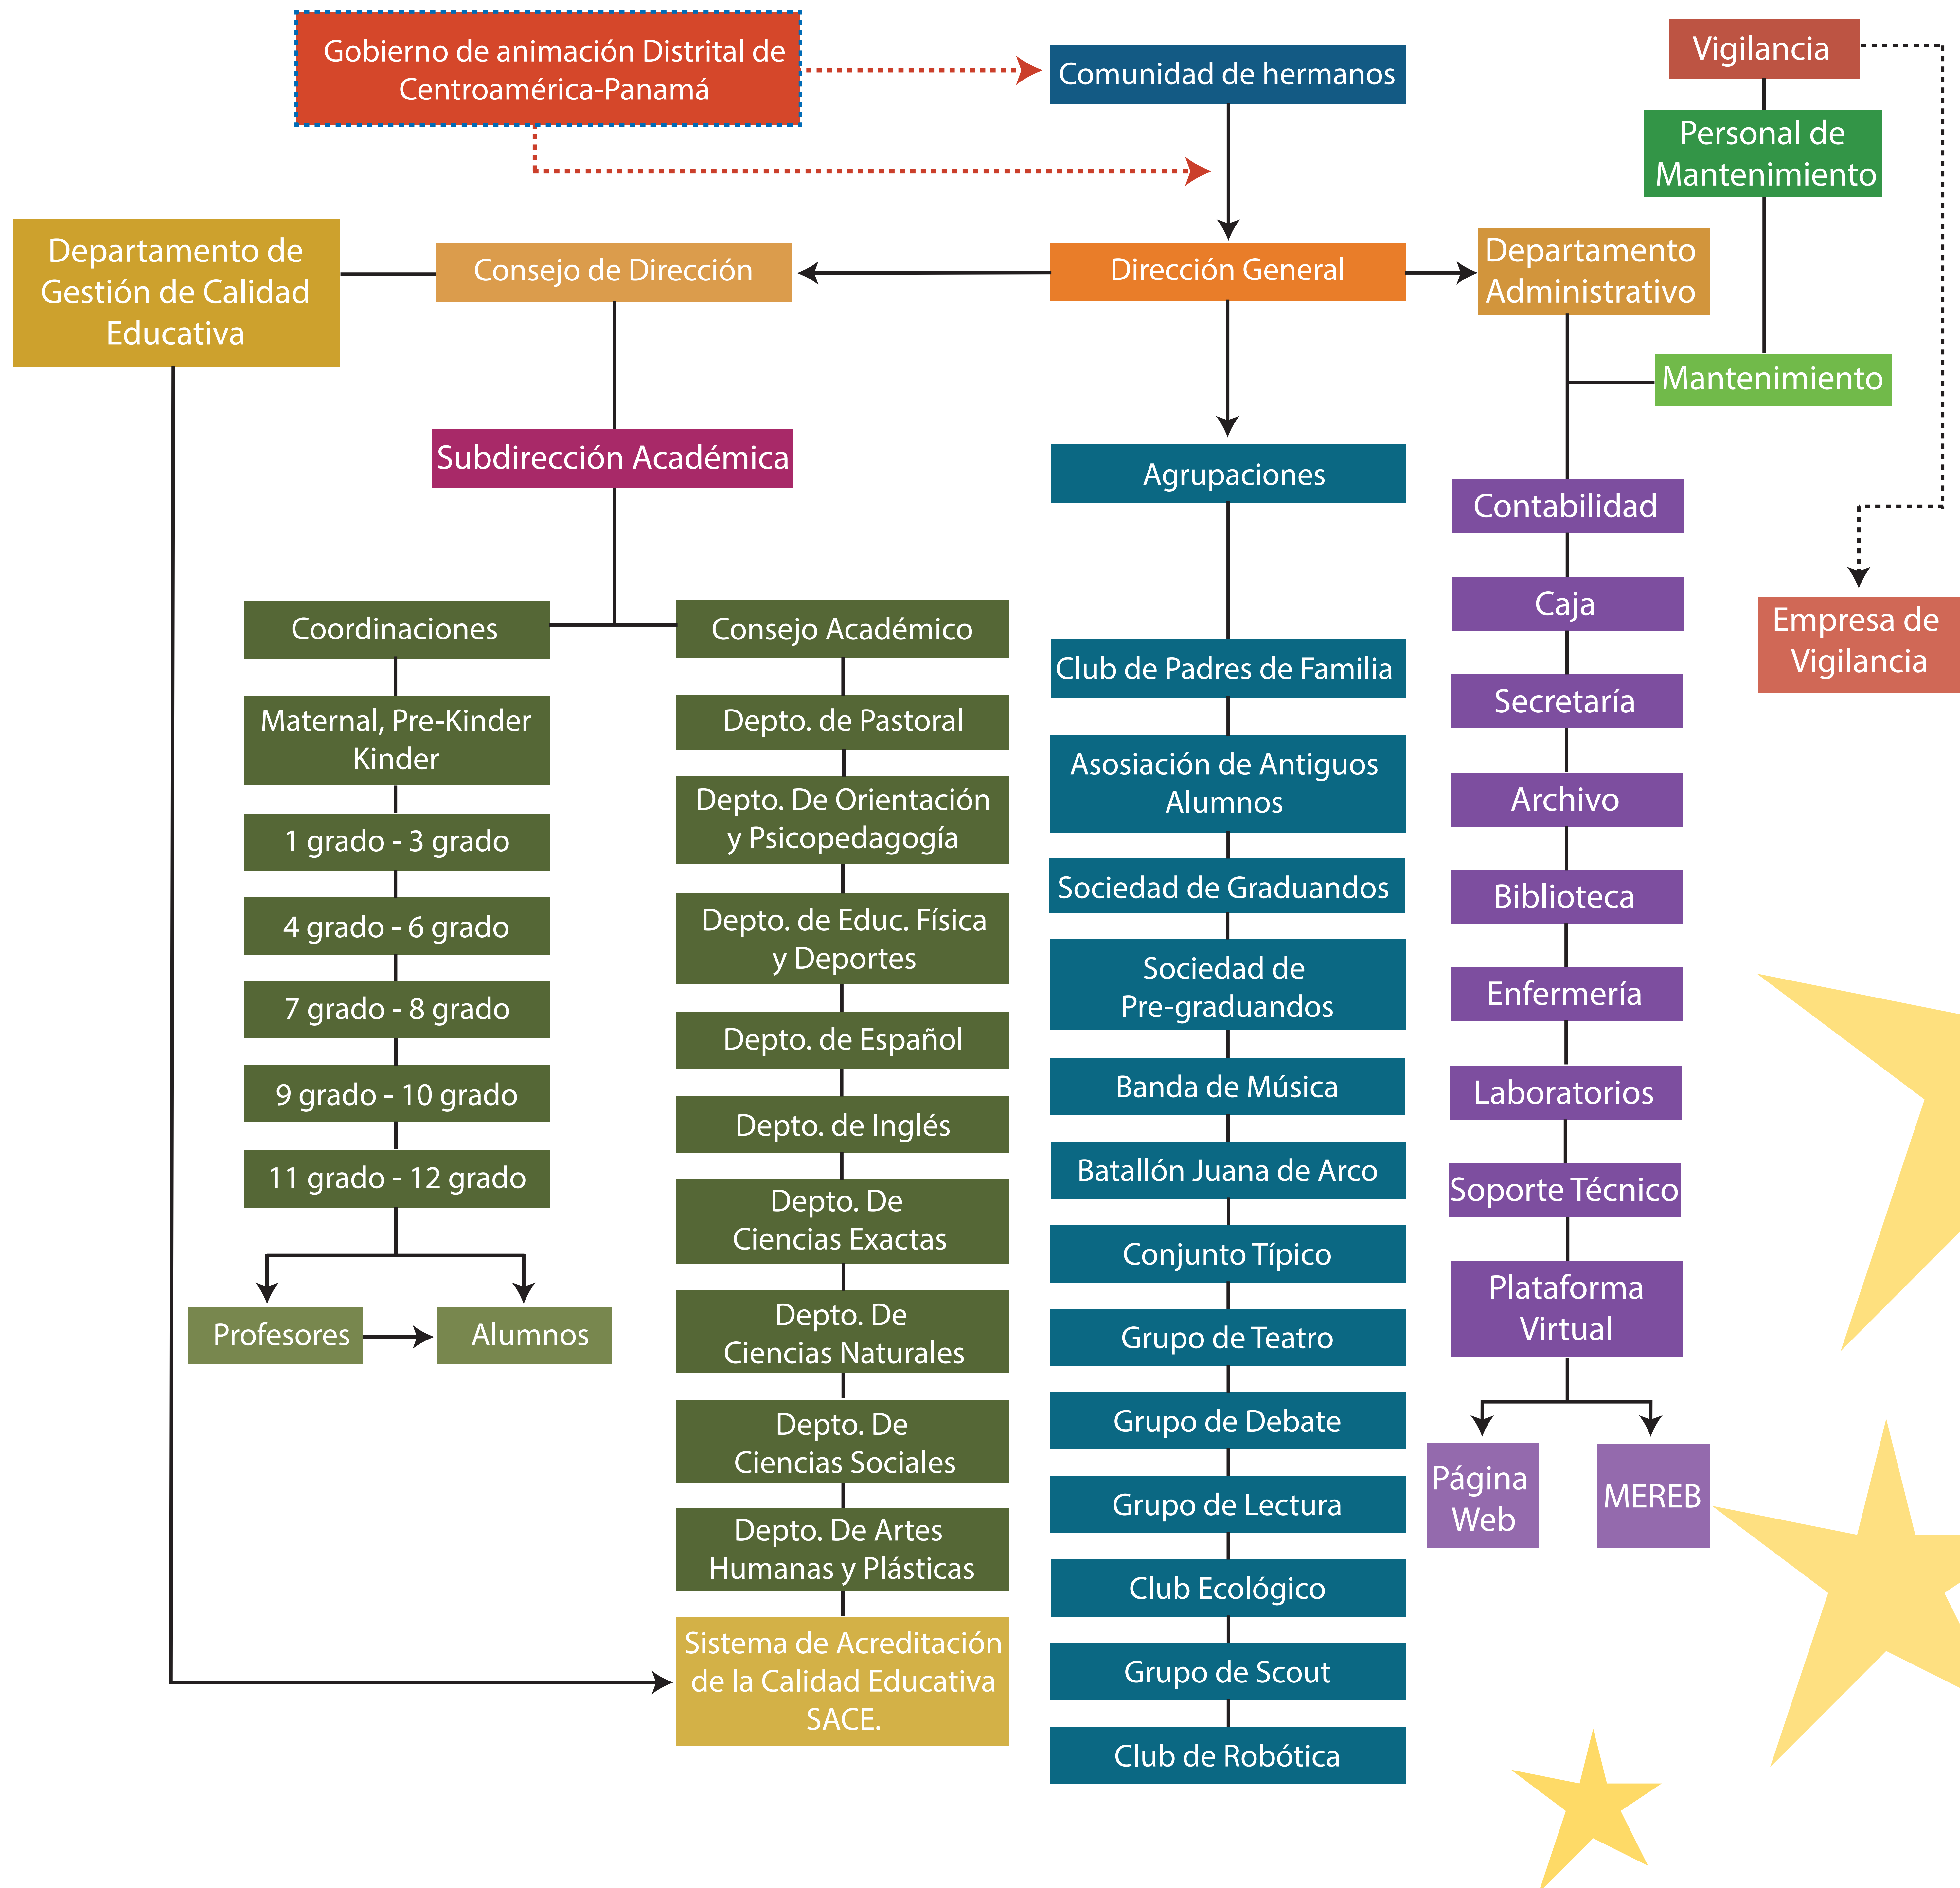 Gobierno de animación Distrital de
Centroamérica-Panamá
Comunidad de hermanos
Vigilancia
Personal de
Mantenimiento
Departamento de
Gestión de Calidad
Educativa
Consejo de Dirección
Dirección General
Departamento
Administrativo
Mantenimiento
Subdirección Académica
Agrupaciones
Contabilidad
Caja
Secretaría
Archivo
Biblioteca
Enfermería
Laboratorios
Soporte Técnico
Plataforma
Virtual
Página
Web
MEREB
Empresa de
Vigilancia
Coordinaciones
Maternal, Pre-Kinder
Kinder
1 grado - 3 grado
4 grado - 6 grado
7 grado - 8 grado
9 grado - 10 grado
11 grado - 12 grado
Profesores
Alumnos
Consejo Académico
Depto. de Pastoral
Depto. De Orientación
y Psicopedagogía
Depto. de Educ. Física
y Deportes
Depto. de Español
Depto. de Inglés
Depto. De
Ciencias Exactas
Depto. De
Ciencias Naturales
Depto. De
Ciencias Sociales
Depto. De Artes
Humanas y Plásticas
Sistema de Acreditación
de la Calidad Educativa
SACE.
Club de Padres de Familia
Asosiación de Antiguos
Alumnos
Sociedad de Graduandos
Sociedad de
Pre-graduandos
Banda de Música
Batallón Juana de Arco
Conjunto Típico
Grupo de Teatro
Grupo de Debate
Grupo de Lectura
Club Ecológico
Grupo de Scout
Club de Robótica